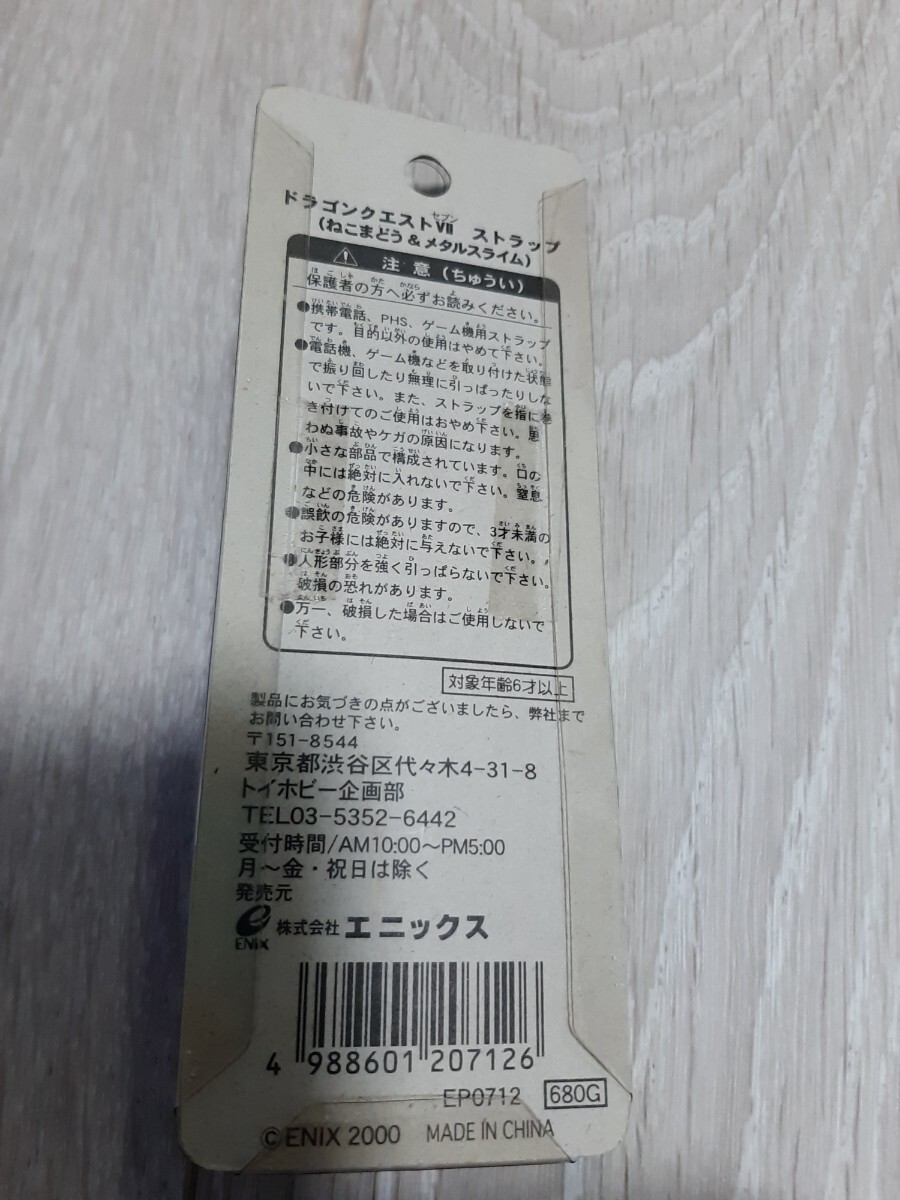 ドラゴンクエストⅦ ストラップ
(ねこまどう&メタルスライム)
注意(ちゅうい)
保護者の方へ必ずお読みください。
●携帯電話、PHS、ゲーム機用ストラップ
です。目的以外の使用はやめて下さい。
●電話機、ゲーム機などを取り付けた状態
で振り回したり無理に引っぱったりしな
いで下さい。また、ストラップを指に巻
き付けてのご使用はおやめ下さい。思
わぬ事故やケガの原因になります。
●小さな部品で構成されています。口の
中には絶対に入れないで下さい。窒息
などの危険があります。
●誤飲の危険がありますので、3才未満の
お子様には絶対に与えないで下さい。
●人形部分を強く引っぱらないで下さい。
破損の恐れがあります。
●万一、破損した場合はご使用しないで
下さい。
対象年齢6才以上
製品にお気づきの点がございましたら、弊社まで
お問い合わせ下さい。
〒151-8544
東京都渋谷区代々木4-31-8
トイホビー企画部
TEL03-5352-6442
受付時間/AM10:00〜PM5:00
月〜金・祝日は除く
発売元
ENIX 株式会社 エニックス
4 988601 207126
EP0712 680G
©ENIX 2000 MADE IN CHINA